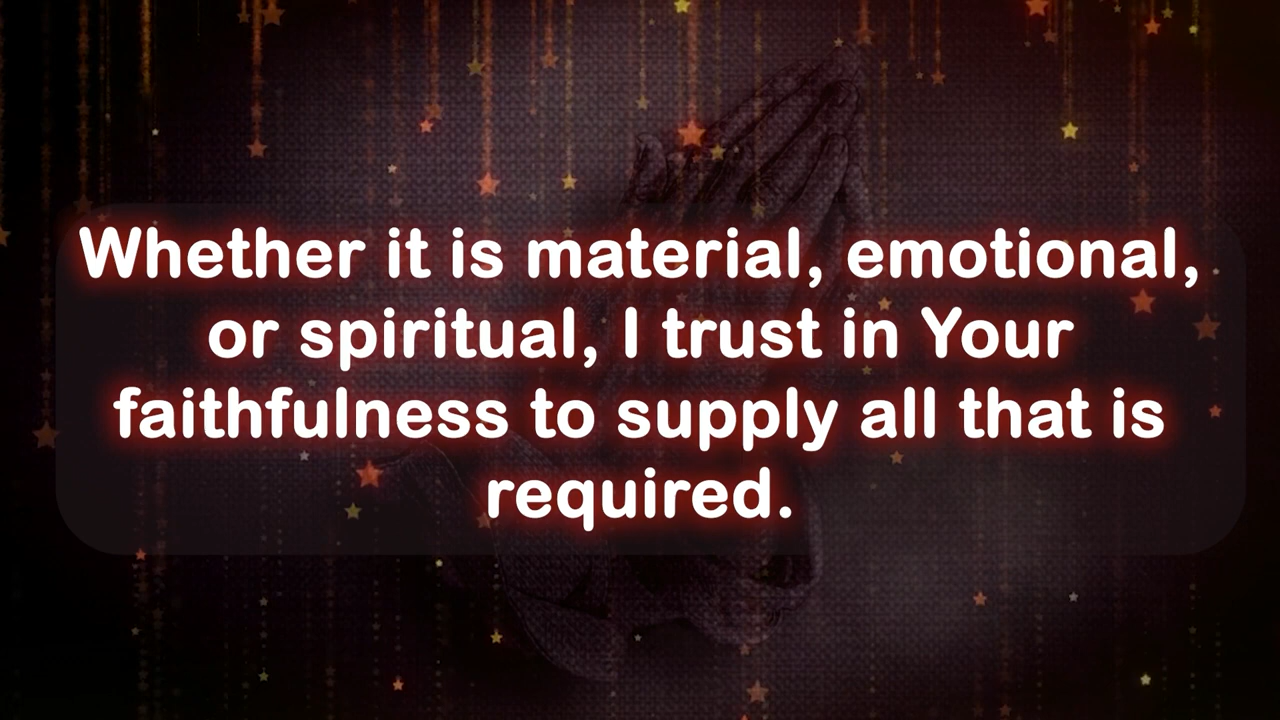 Whether it is material, emotional,
or spiritual, I trust in Your
faithfulness to supply all that is
required.